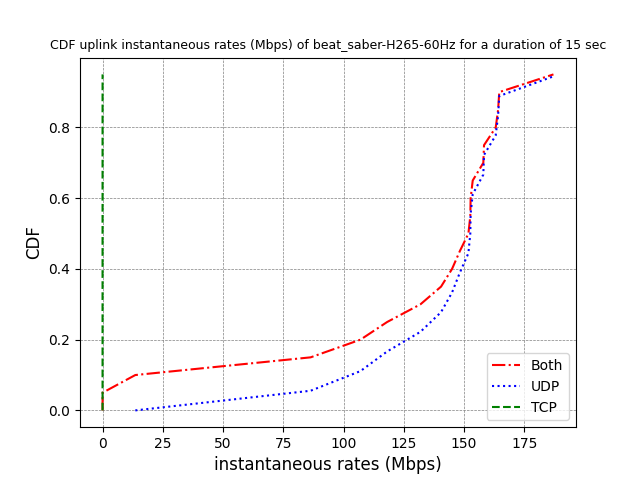 CDF uplink instantaneous rates (Mbps) of beat_saber-H265-60Hz for a duration of 15 sec
CDF
0.8
0.6
0.4
0.2
0.0
Both
UDP
TCP
0 25 50 75 100 125 150 175
instantaneous rates (Mbps)